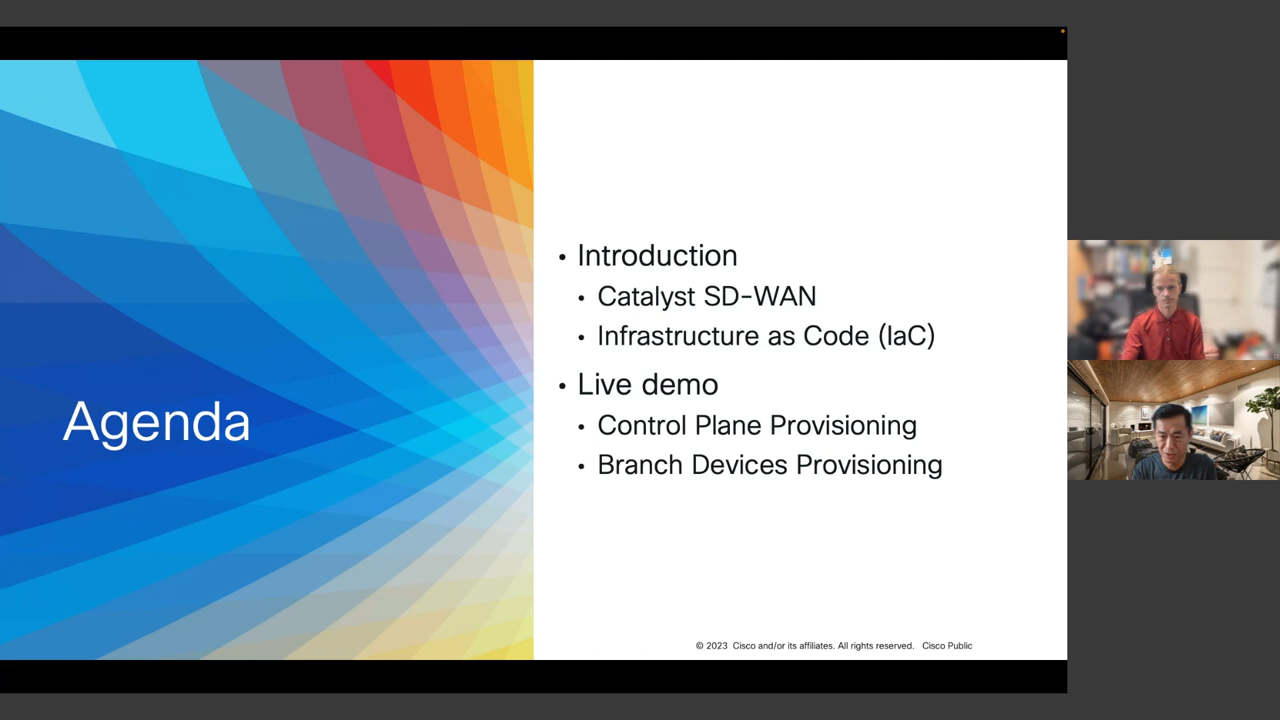 Agenda
• Introduction
• Catalyst SD-WAN
• Infrastructure as Code (IaC)
• Live demo
• Control Plane Provisioning
• Branch Devices Provisioning
© 2023 Cisco and/or its affiliates. All rights reserved. Cisco Public